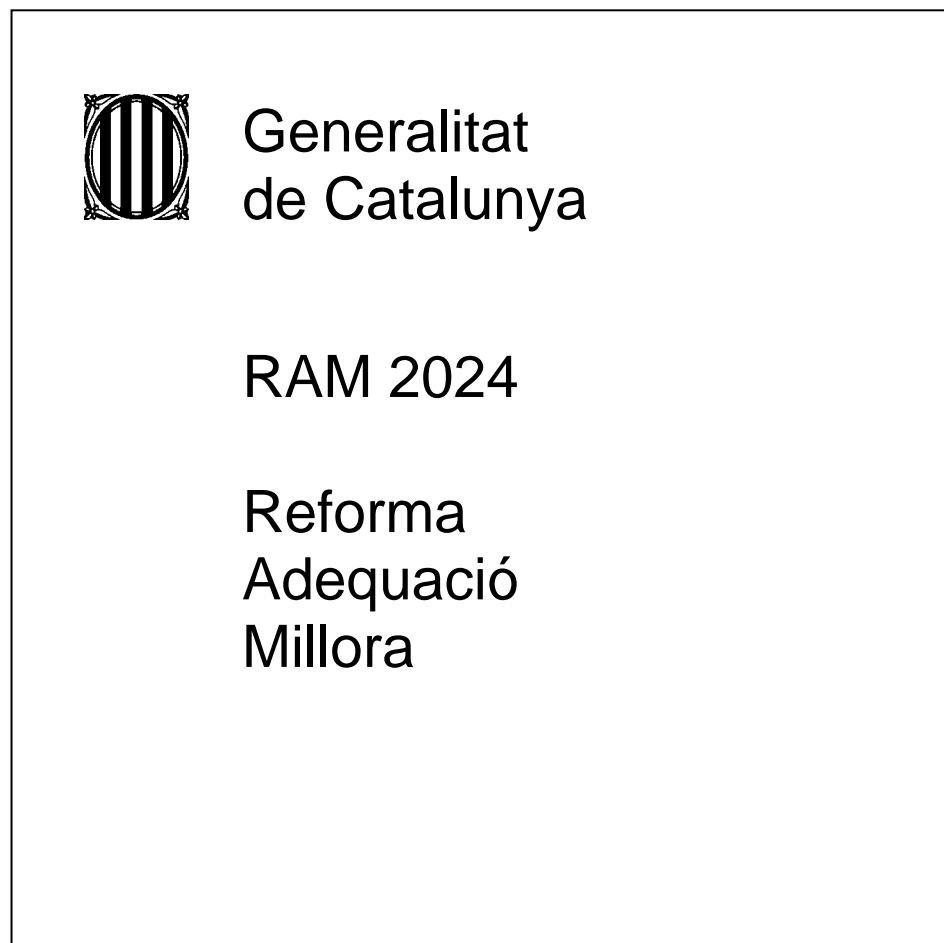 Generalitat
de Catalunya
RAM 2024
Reforma
Adequació
Millora